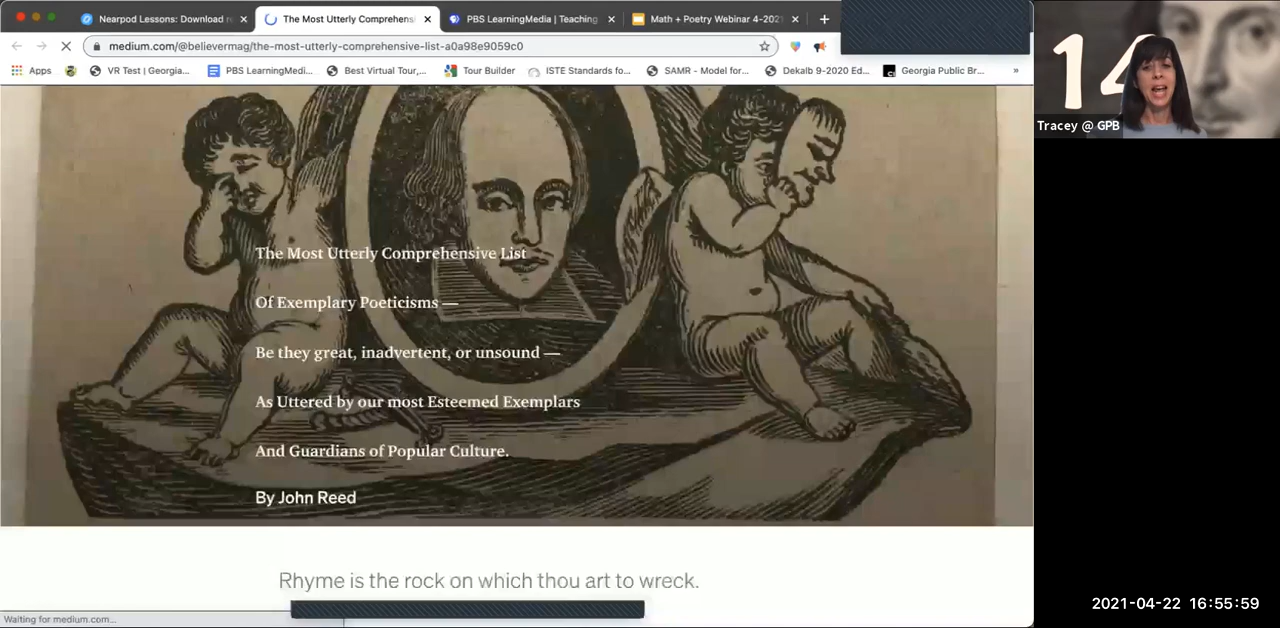 Nearpod Lessons: Download r
The Most Utterly Comprehens
PBS LearningMedia | Teaching
Math + Poetry Webinar 4-2021
medium.com/@believermag/the-most-utterly-comprehensive-list-a0a98e9059c0
Apps
VR Test | Georgia...
PBS LearningMedi...
Best Virtual Tour,...
Tour Builder
ISTE Standards fo...
SAMR - Model for...
Dekalb 9-2020 Ed...
Georgia Public Br...
»
The Most Utterly Comprehensive List
Of Exemplary Poeticisms —
Be they great, inadvertent, or unsound —
As Uttered by our most Esteemed Exemplars
And Guardians of Popular Culture.
By John Reed
Rhyme is the rock on which thou art to wreck.
Waiting for medium.com...
14
Tracey @ GPB
2021-04-22 16:55:59